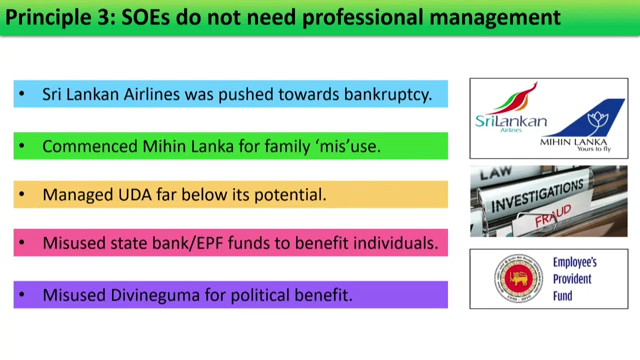 Principle 3: SOEs do not need professional management
• Sri Lankan Airlines was pushed towards bankruptcy.
• Commenced Mihin Lanka for family ‘mis’use.
• Managed UDA far below its potential.
• Misused state bank/EPF funds to benefit individuals.
• Misused Divineguma for political benefit.
SriLankan
Airlines
MIHIN LANKA
Yours to fly
LAW
INVESTIGATIONS
FRAUD
Employee's
Provident
Fund